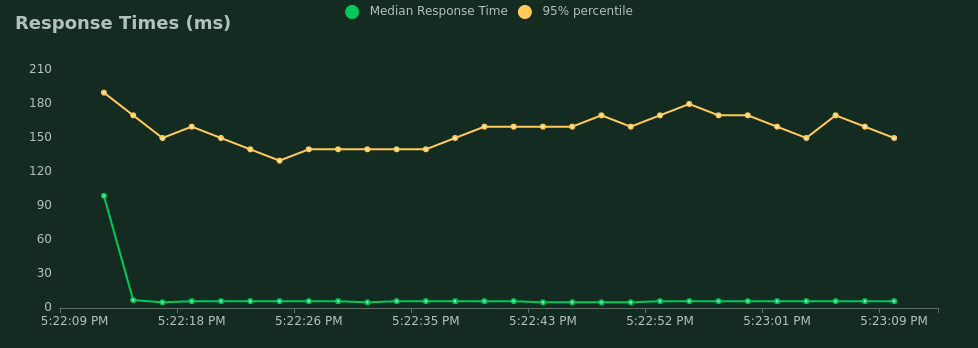 Response Times (ms)
Median Response Time
95% percentile
210
180
150
120
90
60
30
0
5:22:09 PM
5:22:18 PM
5:22:26 PM
5:22:35 PM
5:22:43 PM
5:22:52 PM
5:23:01 PM
5:23:09 PM